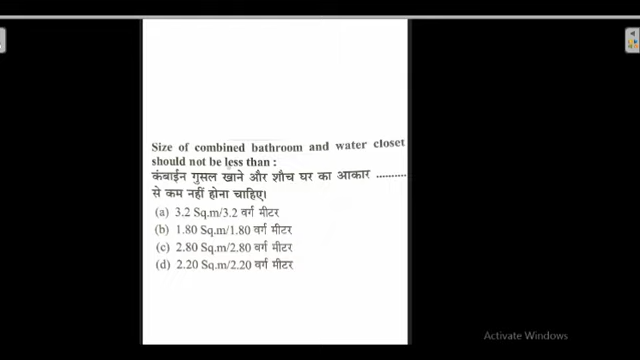 Size of combined bathroom and water closet
should not be less than :
कंबाईन गुसल खाने और शौच घर का आकार ..........
से कम नहीं होना चाहिए।
(a) 3.2 Sq.m/3.2 वर्ग मीटर
(b) 1.80 Sq.m/1.80 वर्ग मीटर
(c) 2.80 Sq.m/2.80 वर्ग मीटर
(d) 2.20 Sq.m/2.20 वर्ग मीटर
Activate Windows